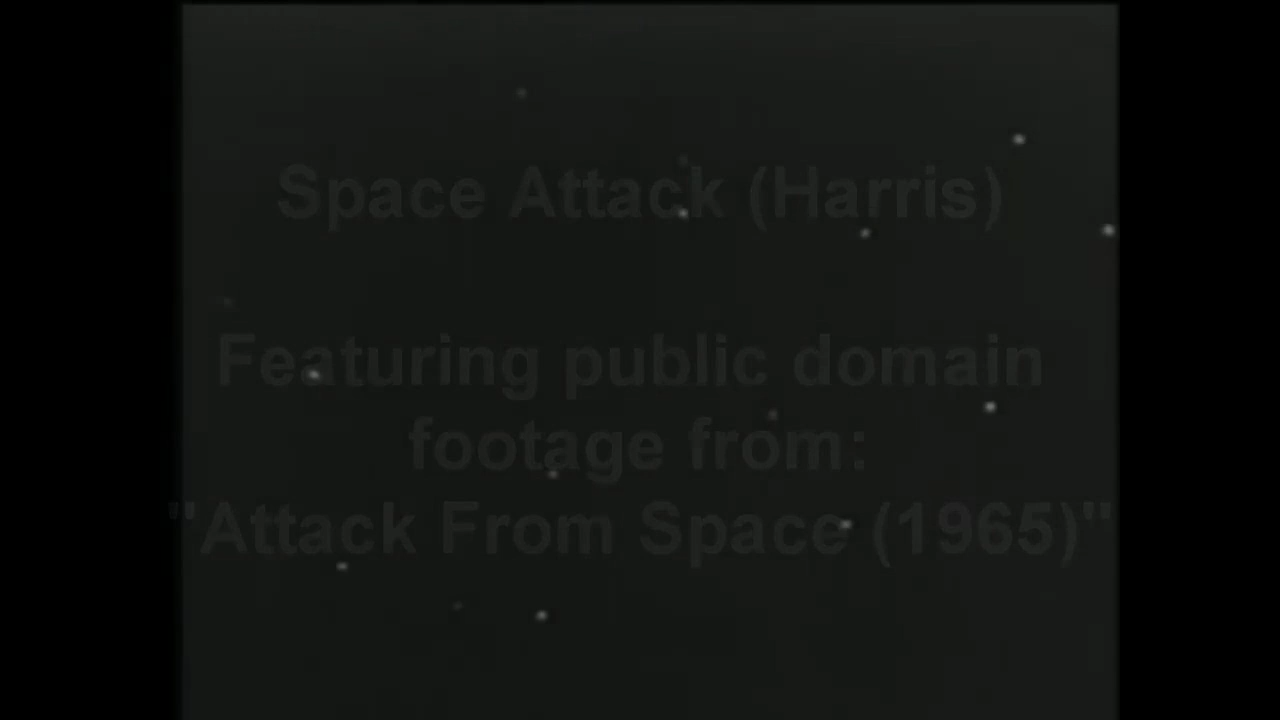 Space Attack (Harris)
Featuring public domain
footage from:
"Attack From Space (1965)"